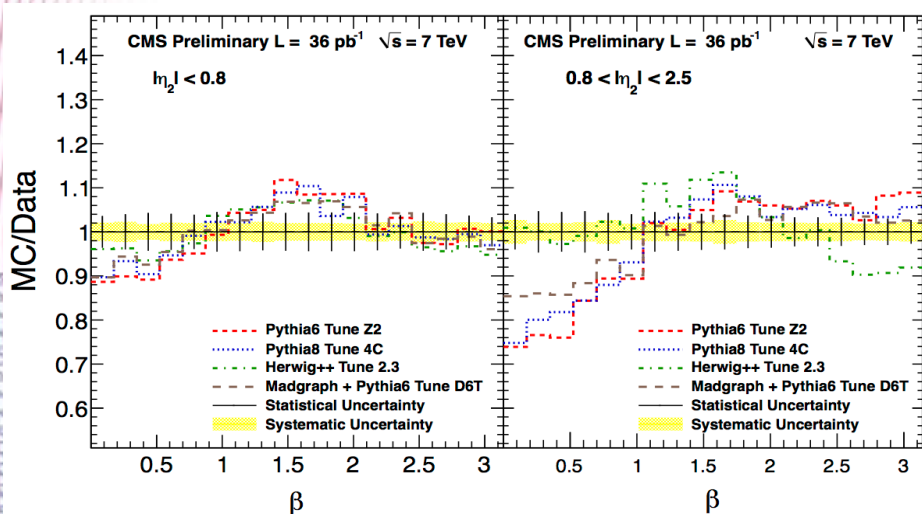 CMS Preliminary L = 36 pb⁻¹ √s = 7 TeV
|η₂| < 0.8
MC/Data
1.4
1.3
1.2
1.1
1
0.9
0.8
0.7
0.6
Pythia6 Tune Z2
Pythia8 Tune 4C
Herwig++ Tune 2.3
Madgraph + Pythia6 Tune D6T
Statistical Uncertainty
Systematic Uncertainty
0.5 1 1.5 2 2.5 3
β
CMS Preliminary L = 36 pb⁻¹ √s = 7 TeV
0.8 < |η₂| < 2.5
Pythia6 Tune Z2
Pythia8 Tune 4C
Herwig++ Tune 2.3
Madgraph + Pythia6 Tune D6T
Statistical Uncertainty
Systematic Uncertainty
0.5 1 1.5 2 2.5 3
β